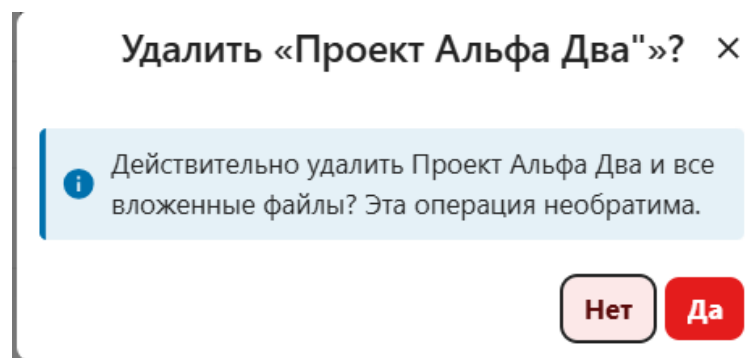 Удалить «Проект Альфа Два"»?
Действительно удалить Проект Альфа Два и все
вложенные файлы? Эта операция необратима.
Нет Да